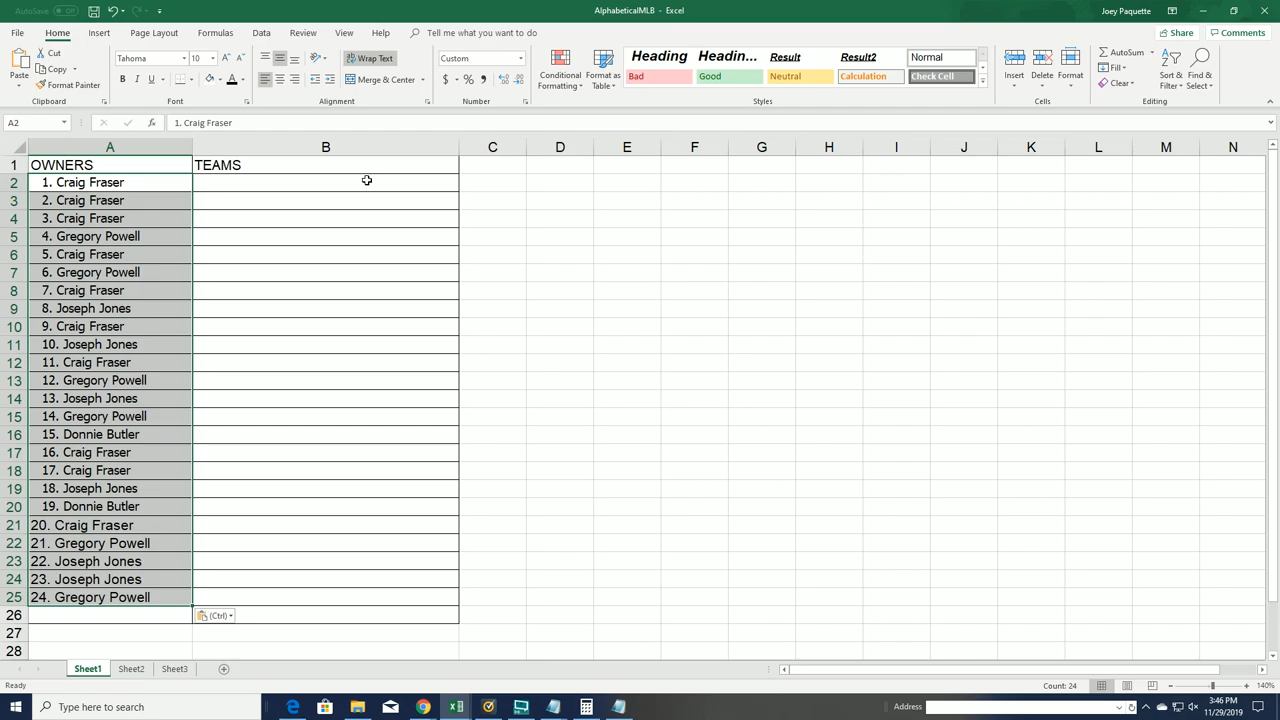 AutoSave Off
AlphabeticalMLB - Excel
Joey Paquette
File Home Insert Page Layout Formulas Data Review View Help Tell me what you want to do
Share Comments
Paste Cut Copy Format Painter
Clipboard
Tahoma 10
B I U A
Font
Wrap Text
Merge & Center
Alignment
Custom
$ % ,
Number
Conditional Formatting
Format as Table
Heading Headin... Result Result2 Normal
Bad Good Neutral Calculation Check Cell
Styles
Insert Delete Format
Cells
AutoSum
Fill
Clear
Sort & Filter
Find & Select
Editing
A2 fx 1. Craig Fraser
A B C D E F G H I J K L M N
1 OWNERS TEAMS
2 1. Craig Fraser
3 2. Craig Fraser
4 3. Craig Fraser
5 4. Gregory Powell
6 5. Craig Fraser
7 6. Gregory Powell
8 7. Craig Fraser
9 8. Joseph Jones
10 9. Craig Fraser
11 10. Joseph Jones
12 11. Craig Fraser
13 12. Gregory Powell
14 13. Joseph Jones
15 14. Gregory Powell
16 15. Donnie Butler
17 16. Craig Fraser
18 17. Craig Fraser
19 18. Joseph Jones
20 19. Donnie Butler
21 20. Craig Fraser
22 21. Gregory Powell
23 22. Joseph Jones
24 23. Joseph Jones
25 24. Gregory Powell
26 (Ctrl)
27
28
Sheet1 Sheet2 Sheet3
Ready
Count: 24
140%
Type here to search
Address
3:46 PM
11/29/2019